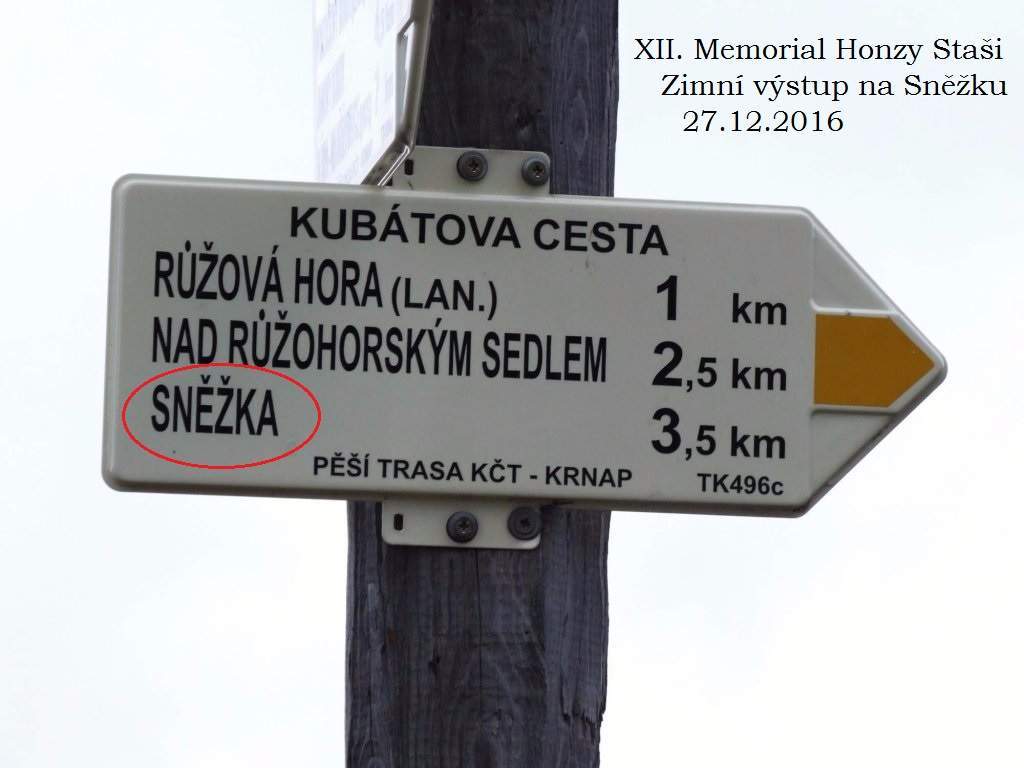 XII. Memorial Honzy Staši
Zimní výstup na Sněžku
27.12.2016
KUBÁTOVA CESTA
RŮŽOVÁ HORA (LAN.) 1 km
NAD RŮŽOHORSKÝM SEDLEM 2,5 km
SNĚŽKA 3,5 km
PĚŠÍ TRASA KČT - KRNAP TK496c